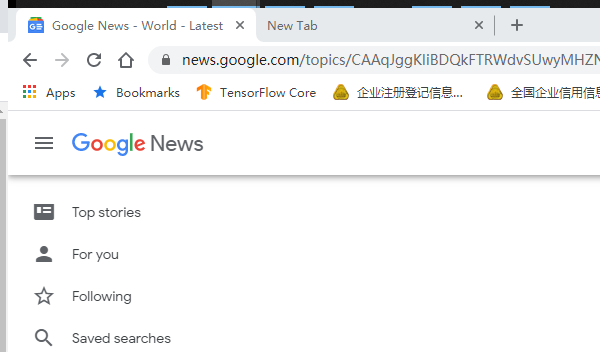 Google News - World - Latest
New Tab
news.google.com/topics/CAAqJggKIiBDQkFTRWdvSUwyMHZN
Apps
Bookmarks
TensorFlow Core
企业注册登记信息...
全国企业信用信息
Google News
Top stories
For you
Following
Saved searches